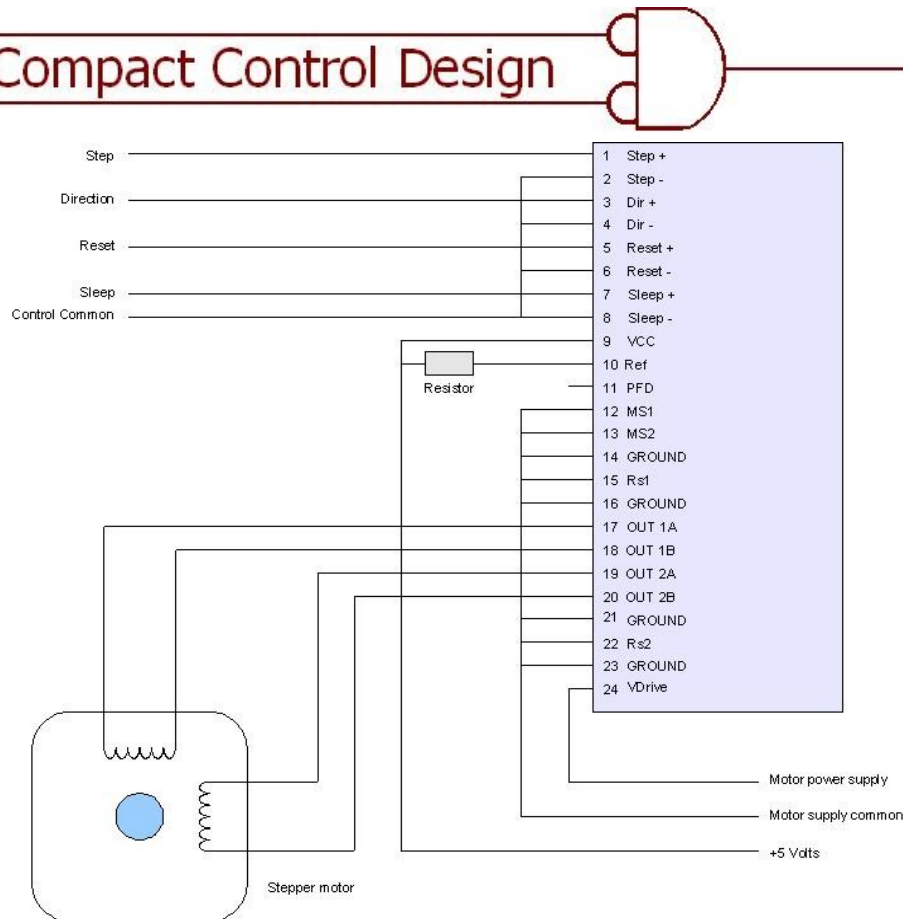 Compact Control Design
Step
Direction
Reset
Sleep
Control Common
1 Step +
2 Step -
3 Dir +
4 Dir -
5 Reset +
6 Reset -
7 Sleep +
8 Sleep -
9 VCC
10 Ref
11 PFD
12 MS1
13 MS2
14 GROUND
15 Rs1
16 GROUND
17 OUT 1A
18 OUT 1B
19 OUT 2A
20 OUT 2B
21 GROUND
22 Rs2
23 GROUND
24 VDrive
Resistor
Motor power supply
Motor supply common
+5 Volts
Stepper motor